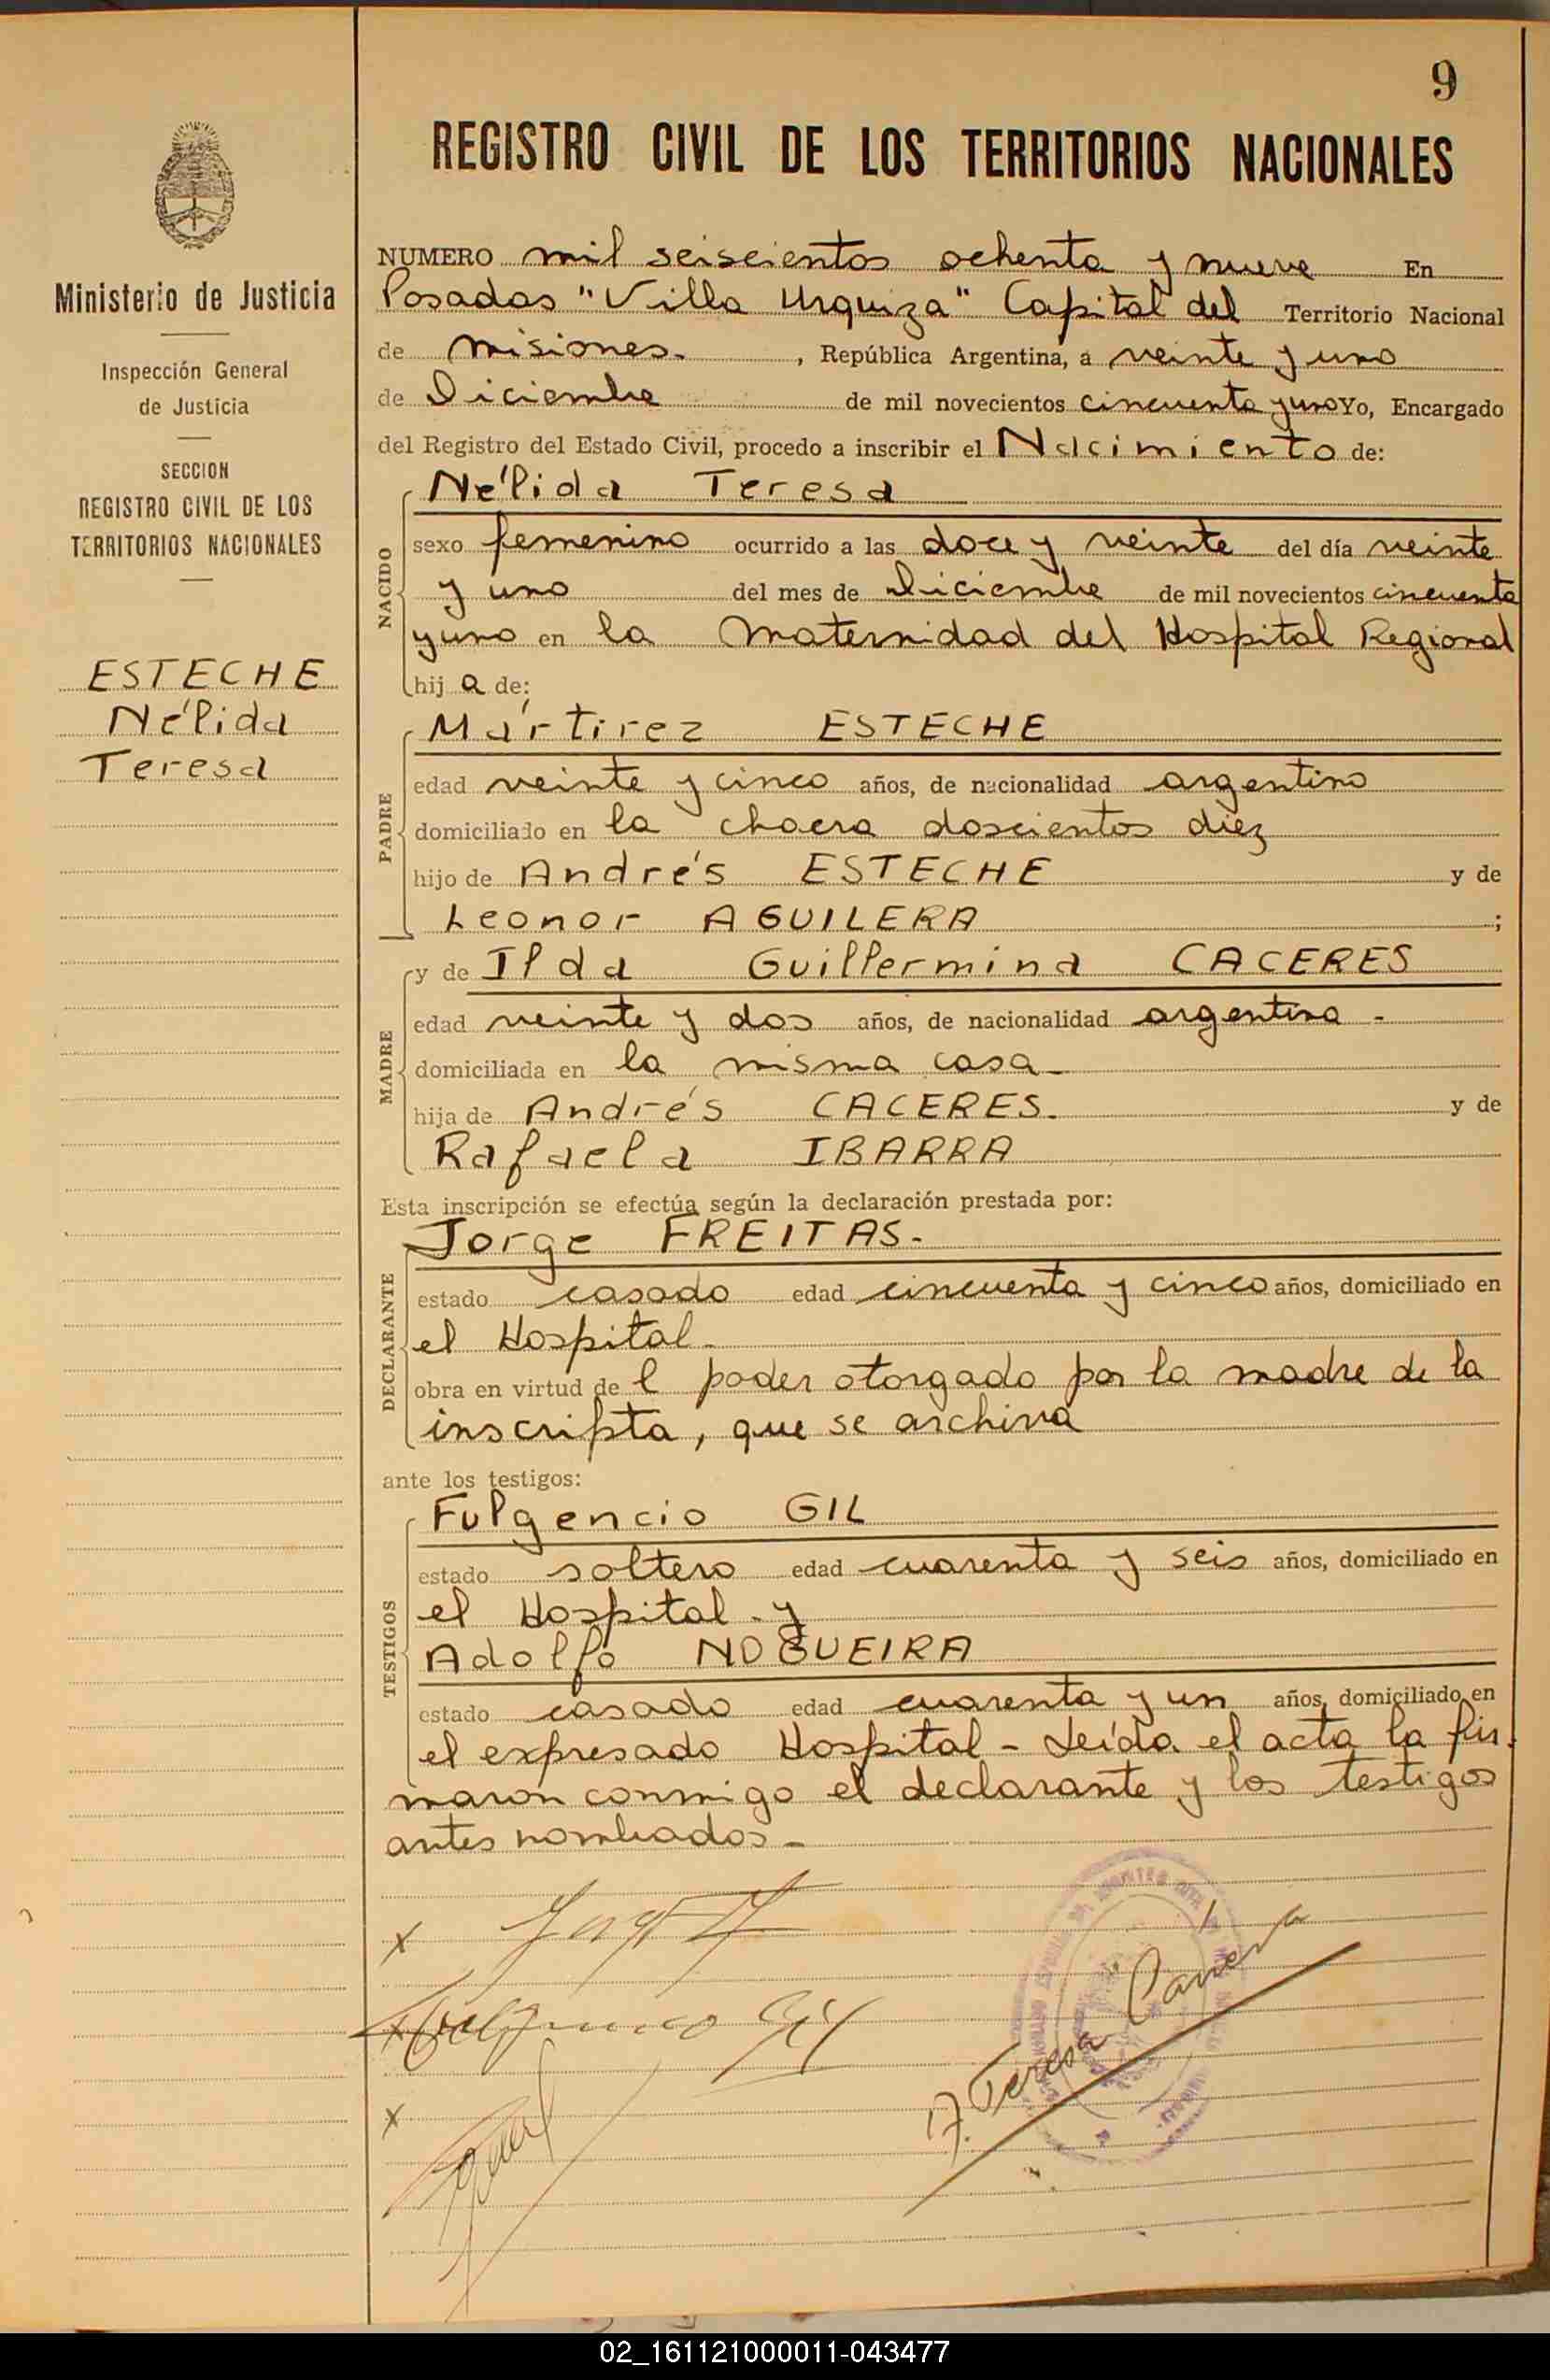 9
REGISTRO CIVIL DE LOS TERRITORIOS NACIONALES
Ministerio de Justicia
Inspección General
de Justicia
SECCION
REGISTRO CIVIL DE LOS
TERRITORIOS NACIONALES
ESTECHE
Nélida
Teresa
NUMERO mil seiscientos ochenta y nueve En
Posadas "Villa Urquiza" Capital del Territorio Nacional
de misiones. , República Argentina, a veinte y uno
de Diciembre de mil novecientos cincuenta y uno Yo, Encargado
del Registro del Estado Civil, procedo a inscribir el Nacimiento de:
NACIDO
Nélida Teresa
sexo femenino ocurrido a las doce y veinte del día veinte
y uno del mes de Diciembre de mil novecientos cincuenta
y uno en la maternidad del Hospital Regional
hij a de:
PADRE
Mártirez ESTECHE
edad veinte y cinco años, de nacionalidad argentino
domiciliado en la chacra doscientos diez
hijo de Andrés ESTECHE y de
Leonor AGUILERA ;
MADRE
y de Ilda Guillermina CACERES
edad veinte y dos años, de nacionalidad argentina -
domiciliada en la misma casa-
hija de Andrés CACERES. y de
Rafaela IBARRA
Esta inscripción se efectúa según la declaración prestada por:
DECLARANTE
Jorge FREITAS-
estado casado edad cincuenta y cinco años, domiciliado en
el Hospital-
obra en virtud de l poder otorgado por la madre de la
inscripta, que se archiva
ante los testigos:
TESTIGOS
Fulgencio GIL
estado soltero edad cuarenta y seis años, domiciliado en
el Hospital - y
Adolfo NOGUEIRA
estado casado edad cuarenta y un años, domiciliado en
el expresado Hospital - Leída el acta la fir-
maron conmigo el declarante y los testigos
antes nombrados-
x
x Fulgencio Gil
x
Teresa
02_161121000011-043477